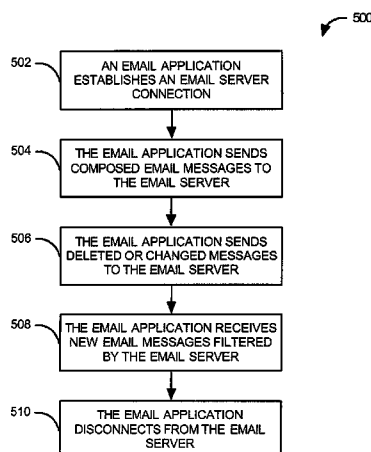 500
502
AN EMAIL APPLICATION
ESTABLISHES AN EMAIL SERVER
CONNECTION
504
THE EMAIL APPLICATION SENDS
COMPOSED EMAIL MESSAGES TO
THE EMAIL SERVER
506
THE EMAIL APPLICATION SENDS
DELETED OR CHANGED MESSAGES
TO THE EMAIL SERVER
508
THE EMAIL APPLICATION RECEIVES
NEW EMAIL MESSAGES FILTERED
BY THE EMAIL SERVER
510
THE EMAIL APPLICATION
DISCONNECTS FROM THE EMAIL
SERVER